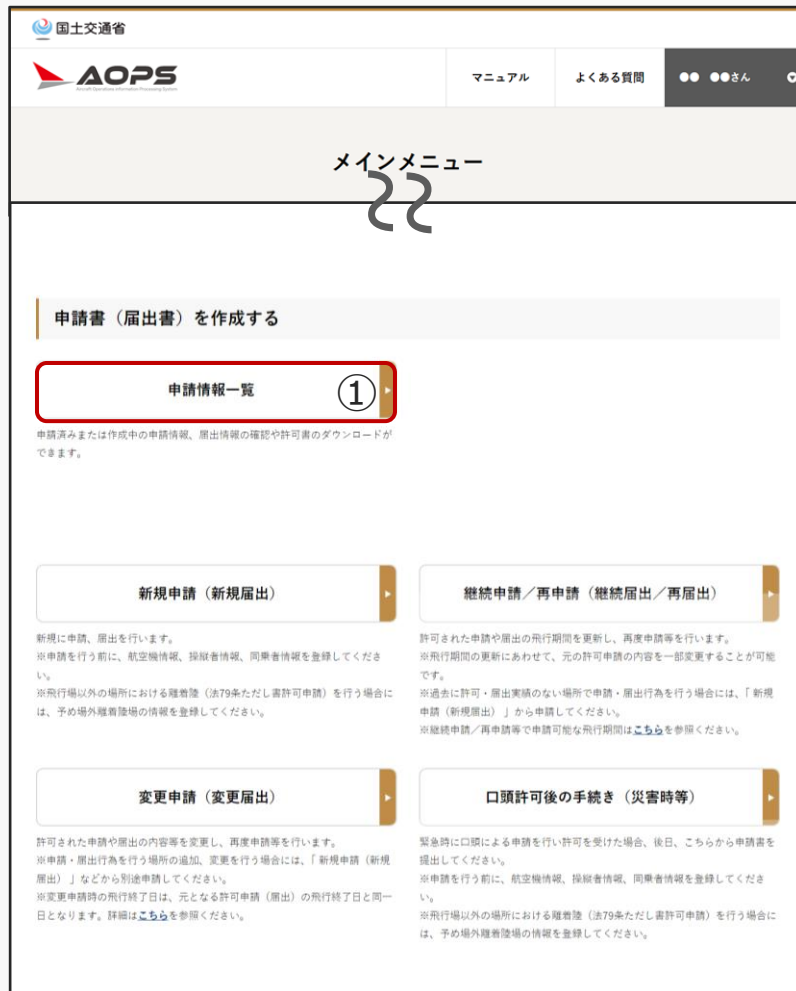 国土交通省
AOPS
Aircraft Operations Information Processing System
マニュアル
よくある質問
●● ●●さん
メインメニュー
申請書（届出書）を作成する
申請情報一覧
①
申請済みまたは作成中の申請情報、届出情報の確認や許可書のダウンロードが
できます。
新規申請（新規届出）
新規に申請、届出を行います。
※申請を行う前に、航空機情報、操縦者情報、同乗者情報を登録してくださ
い。
※飛行場以外の場所における離着陸（法79条ただし書許可申請）を行う場合に
は、予め場外離着陸場の情報を登録してください。
継続申請／再申請（継続届出／再届出）
許可された申請や届出の飛行期間を更新し、再度申請等を行います。
※飛行期間の更新にあわせて、元の許可申請の内容を一部変更することが可能
です。
※過去に許可・届出実績のない場所で申請・届出行為を行う場合には、「新規
申請（新規届出）」から申請してください。
※継続申請／再申請等で申請可能な飛行期間はこちらを参照ください。
変更申請（変更届出）
許可された申請や届出の内容等を変更し、再度申請等を行います。
※申請・届出行為を行う場所の追加、変更を行う場合には、「新規申請（新規
届出）」などから別途申請してください。
※変更申請時の飛行終了日は、元となる許可申請（届出）の飛行終了日と同一
日となります。詳細はこちらを参照ください。
口頭許可後の手続き（災害時等）
緊急時に口頭による申請を行い許可を受けた場合、後日、こちらから申請書を
提出してください。
※申請を行う前に、航空機情報、操縦者情報、同乗者情報を登録してくださ
い。
※飛行場以外の場所における離着陸（法79条ただし書許可申請）を行う場合に
は、予め場外離着陸場の情報を登録してください。